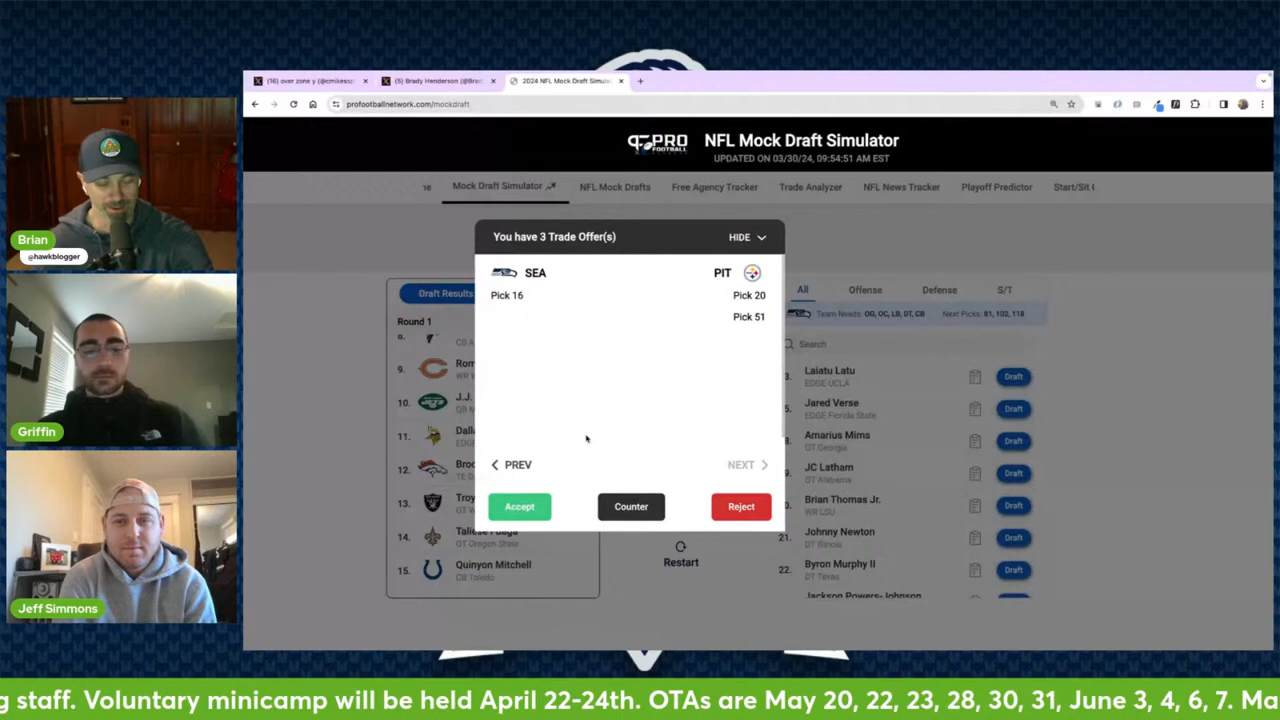 (16) over zone y (@cmikessp
(5) Brady Henderson (@Brad
2024 NFL Mock Draft Simula
profootballnetwork.com/mockdraft
PRO
FOOTBALL
NFL Mock Draft Simulator
UPDATED ON 03/30/24, 09:54:51 AM EST
Mock Draft Simulator
NFL Mock Drafts
Free Agency Tracker
Trade Analyzer
NFL News Tracker
Playoff Predictor
Start/Sit
Brian
@hawkblogger
Griffin
Jeff Simmons
You have 3 Trade Offer(s)
HIDE
SEA
PIT
Pick 16
Pick 20
Pick 51
PREV
NEXT
Accept
Counter
Reject
Draft Results
Round 1
8.
CB A
9.
Rom
WR W
10.
J.J.
QB M
11.
Dalla
EDGE
12.
Broc
TE G
13.
Troy
OT W
14.
Taliese Fuaga
OT Oregon State
15.
Quinyon Mitchell
CB Toledo
Restart
All
Offense
Defense
S/T
Team Needs: OG, OC, LB, DT, CB
Next Picks: 81, 102, 118
Search
Laiatu Latu
EDGE UCLA
Draft
Jared Verse
EDGE Florida State
Draft
Amarius Mims
OT Georgia
Draft
JC Latham
OT Alabama
Draft
Brian Thomas Jr.
WR LSU
Draft
21.
Johnny Newton
DT Illinois
Draft
22.
Byron Murphy II
DT Texas
Draft
Jackson Powers-Johnson
g staff. Voluntary minicamp will be held April 22-24th. OTAs are May 20, 22, 23, 28, 30, 31, June 3, 4, 6, 7. Ma